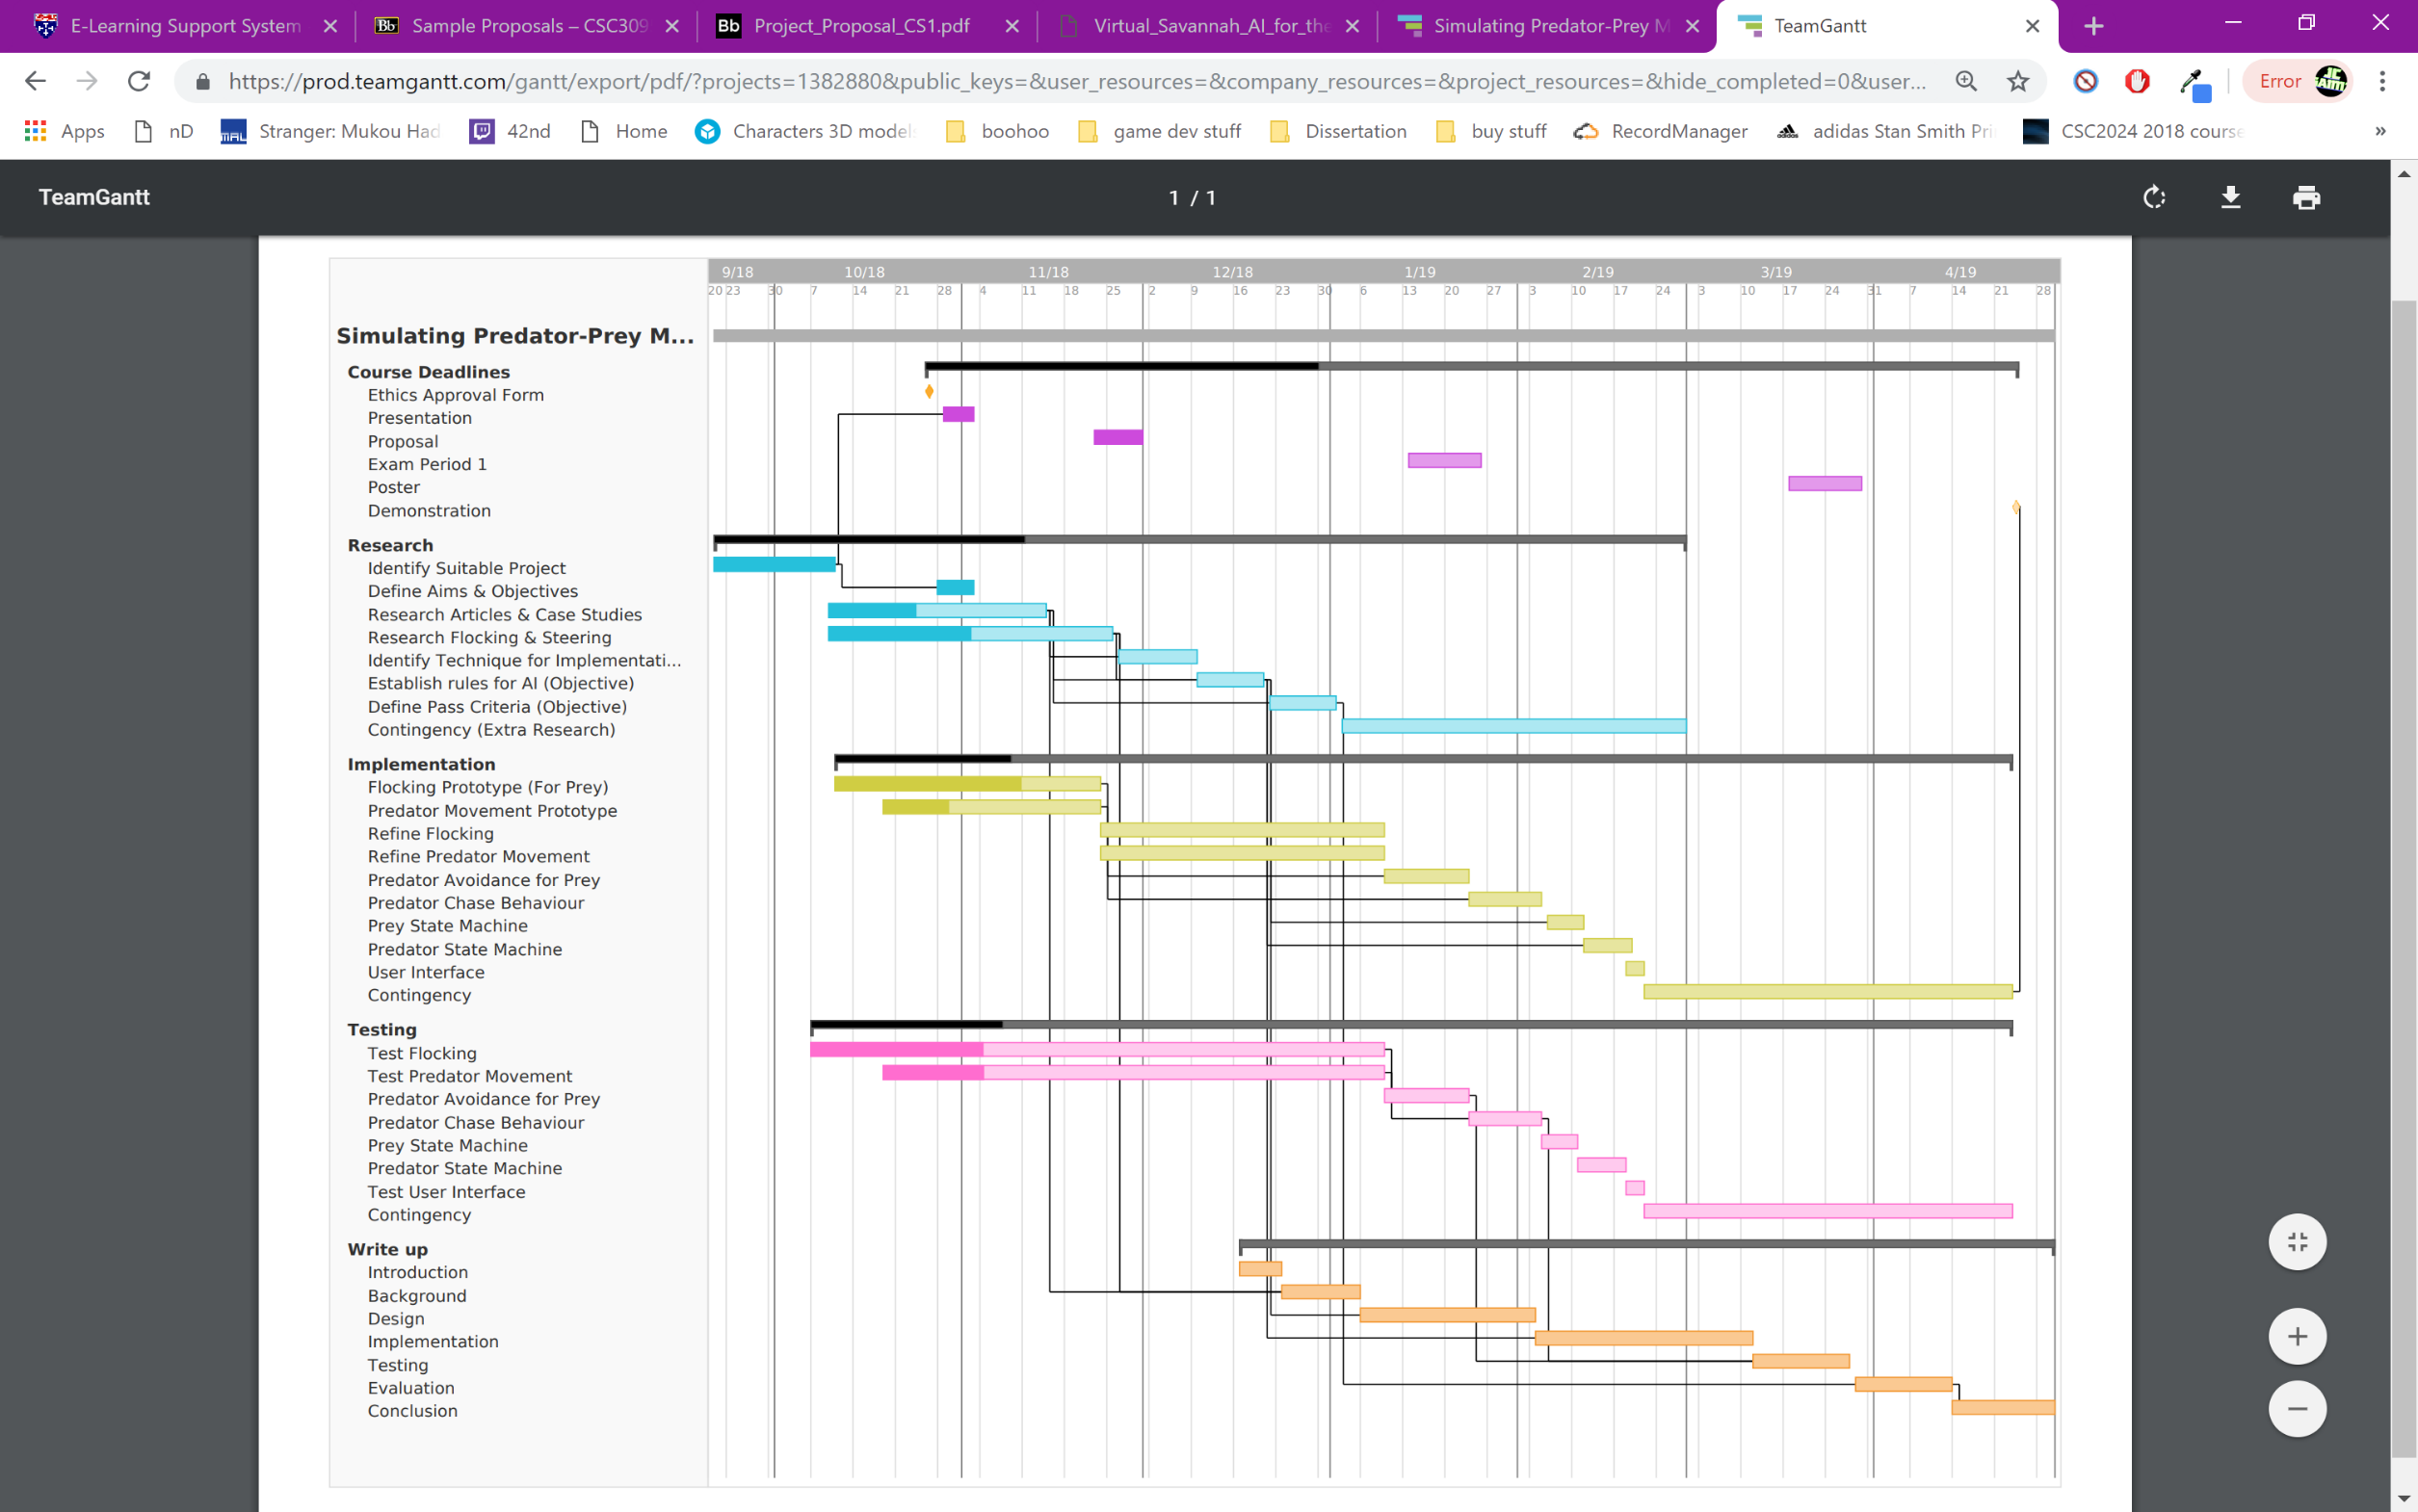 E-Learning Support System
Sample Proposals – CSC309
Project_Proposal_CS1.pdf
Virtual_Savannah_AI_for_the
Simulating Predator-Prey M
TeamGantt
https://prod.teamgantt.com/gantt/export/pdf/?projects=1382880&public_keys=&user_resources=&company_resources=&project_resources=&hide_completed=0&user...
Error
Apps
nD
Stranger: Mukou Had
42nd
Home
Characters 3D models
boohoo
game dev stuff
Dissertation
buy stuff
RecordManager
adidas Stan Smith Pri
CSC2024 2018 course
»
TeamGantt
1 / 1
9/18 10/18 11/18 12/18 1/19 2/19 3/19 4/19
20 23 30 7 14 21 28 4 11 18 25 2 9 16 23 30 6 13 20 27 3 10 17 24 3 10 17 24 31 7 14 21 28
Simulating Predator-Prey M...
Course Deadlines
Ethics Approval Form
Presentation
Proposal
Exam Period 1
Poster
Demonstration
Research
Identify Suitable Project
Define Aims & Objectives
Research Articles & Case Studies
Research Flocking & Steering
Identify Technique for Implementati...
Establish rules for AI (Objective)
Define Pass Criteria (Objective)
Contingency (Extra Research)
Implementation
Flocking Prototype (For Prey)
Predator Movement Prototype
Refine Flocking
Refine Predator Movement
Predator Avoidance for Prey
Predator Chase Behaviour
Prey State Machine
Predator State Machine
User Interface
Contingency
Testing
Test Flocking
Test Predator Movement
Predator Avoidance for Prey
Predator Chase Behaviour
Prey State Machine
Predator State Machine
Test User Interface
Contingency
Write up
Introduction
Background
Design
Implementation
Testing
Evaluation
Conclusion